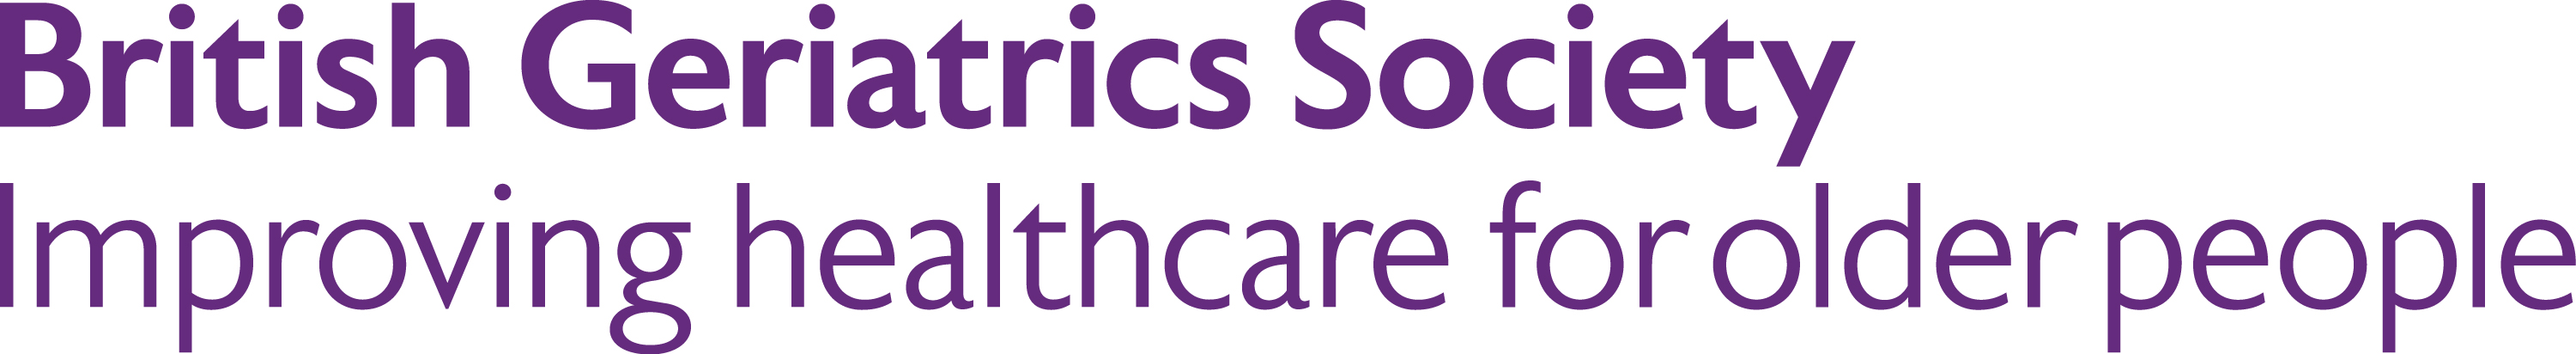 British Geriatrics Society
Improving healthcare for older people